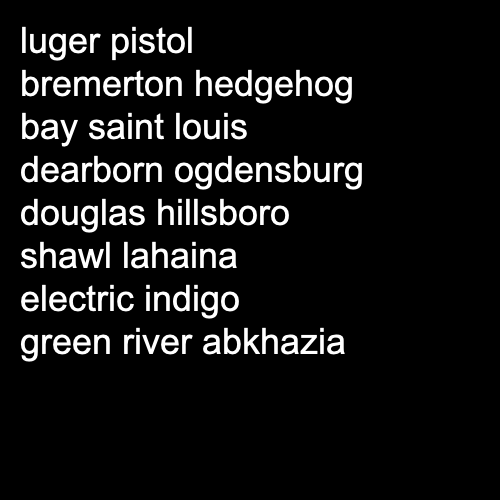 luger pistol
bremerton hedgehog
bay saint louis
dearborn ogdensburg
douglas hillsboro
shawl lahaina
electric indigo
green river abkhazia